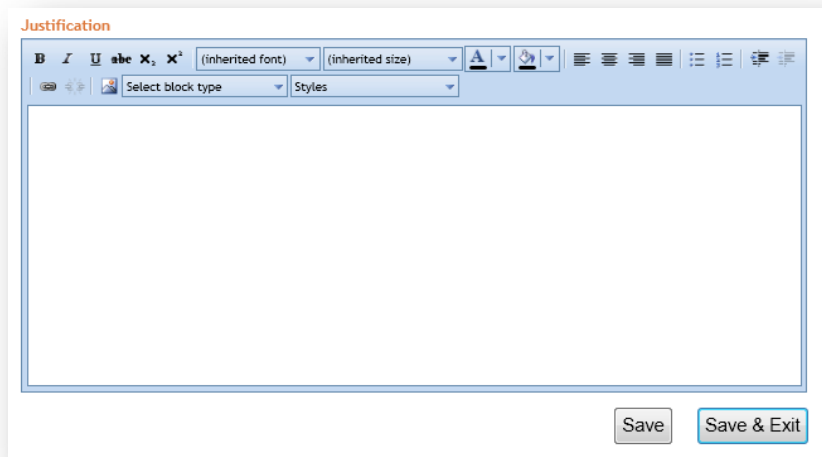 Justification
B I U abc X₂ X² (inherited font) (inherited size) A
Select block type Styles
Save Save & Exit